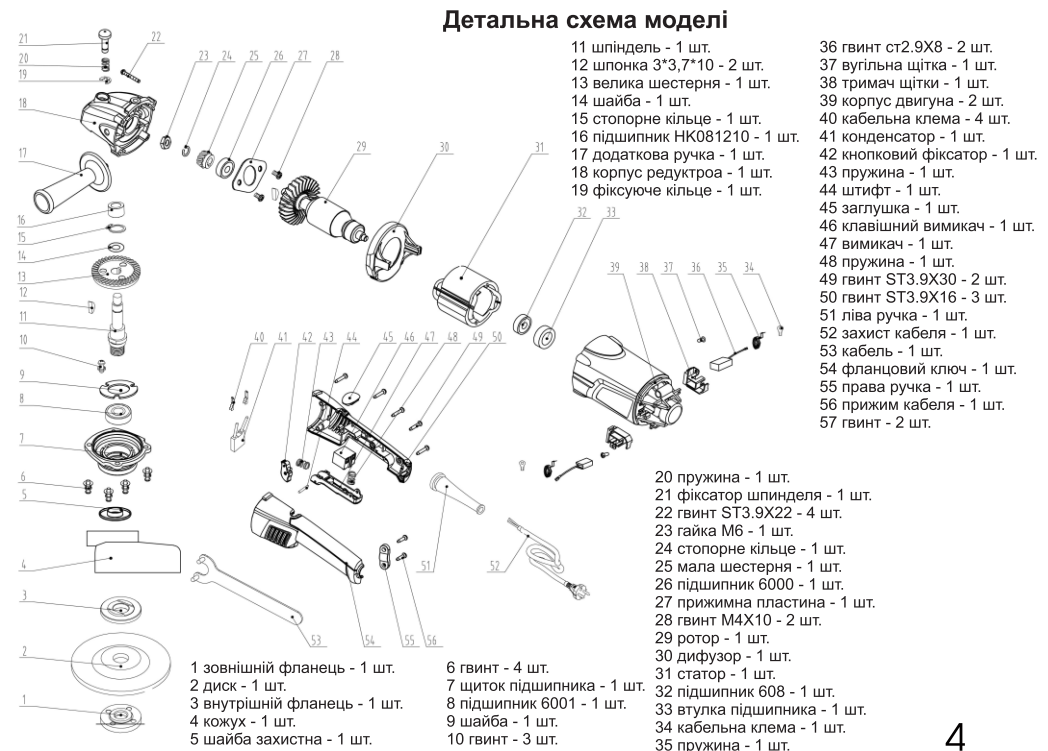 Детальна схема моделі
11 шпіндель - 1 шт.
12 шпонка 3*3,7*10 - 2 шт.
13 велика шестерня - 1 шт.
14 шайба - 1 шт.
15 стопорне кільце - 1 шт.
16 підшипник HK081210 - 1 шт.
17 додаткова ручка - 1 шт.
18 корпус редуктроа - 1 шт.
19 фіксуюче кільце - 1 шт.
36 гвинт ст2.9X8 - 2 шт.
37 вугільна щітка - 1 шт.
38 тримач щітки - 1 шт.
39 корпус двигуна - 2 шт.
40 кабельна клема - 4 шт.
41 конденсатор - 1 шт.
42 кнопковий фіксатор - 1 шт.
43 пружина - 1 шт.
44 штифт - 1 шт.
45 заглушка - 1 шт.
46 клавішний вимикач - 1 шт.
47 вимикач - 1 шт.
48 пружина - 1 шт.
49 гвинт ST3.9X30 - 2 шт.
50 гвинт ST3.9X16 - 3 шт.
51 ліва ручка - 1 шт.
52 захист кабеля - 1 шт.
53 кабель - 1 шт.
54 фланцовий ключ - 1 шт.
55 права ручка - 1 шт.
56 прижим кабеля - 1 шт.
57 гвинт - 2 шт.
21
22
20
19
18
17
23
24
25
26
27
28
29
30
31
32
33
16
15
14
13
12
11
10
9
8
7
6
5
4
3
2
1
39
38
37
36
35
34
40
41
42
43
44
45
46
47
48
49
50
51
52
53
54
55
56
20 пружина - 1 шт.
21 фіксатор шпинделя - 1 шт.
22 гвинт ST3.9X22 - 4 шт.
23 гайка M6 - 1 шт.
24 стопорне кільце - 1 шт.
25 мала шестерня - 1 шт.
26 підшипник 6000 - 1 шт.
27 прижимна пластина - 1 шт.
28 гвинт M4X10 - 2 шт.
29 ротор - 1 шт.
30 дифузор - 1 шт.
31 статор - 1 шт.
32 підшипник 608 - 1 шт.
33 втулка підшипника - 1 шт.
34 кабельна клема - 1 шт.
35 пружина - 1 шт.
1 зовнішній фланець - 1 шт.
2 диск - 1 шт.
3 внутрішній фланець - 1 шт.
4 кожух - 1 шт.
5 шайба захистна - 1 шт.
6 гвинт - 4 шт.
7 щиток підшипника - 1 шт.
8 підшипник 6001 - 1 шт.
9 шайба - 1 шт.
10 гвинт - 3 шт.
4